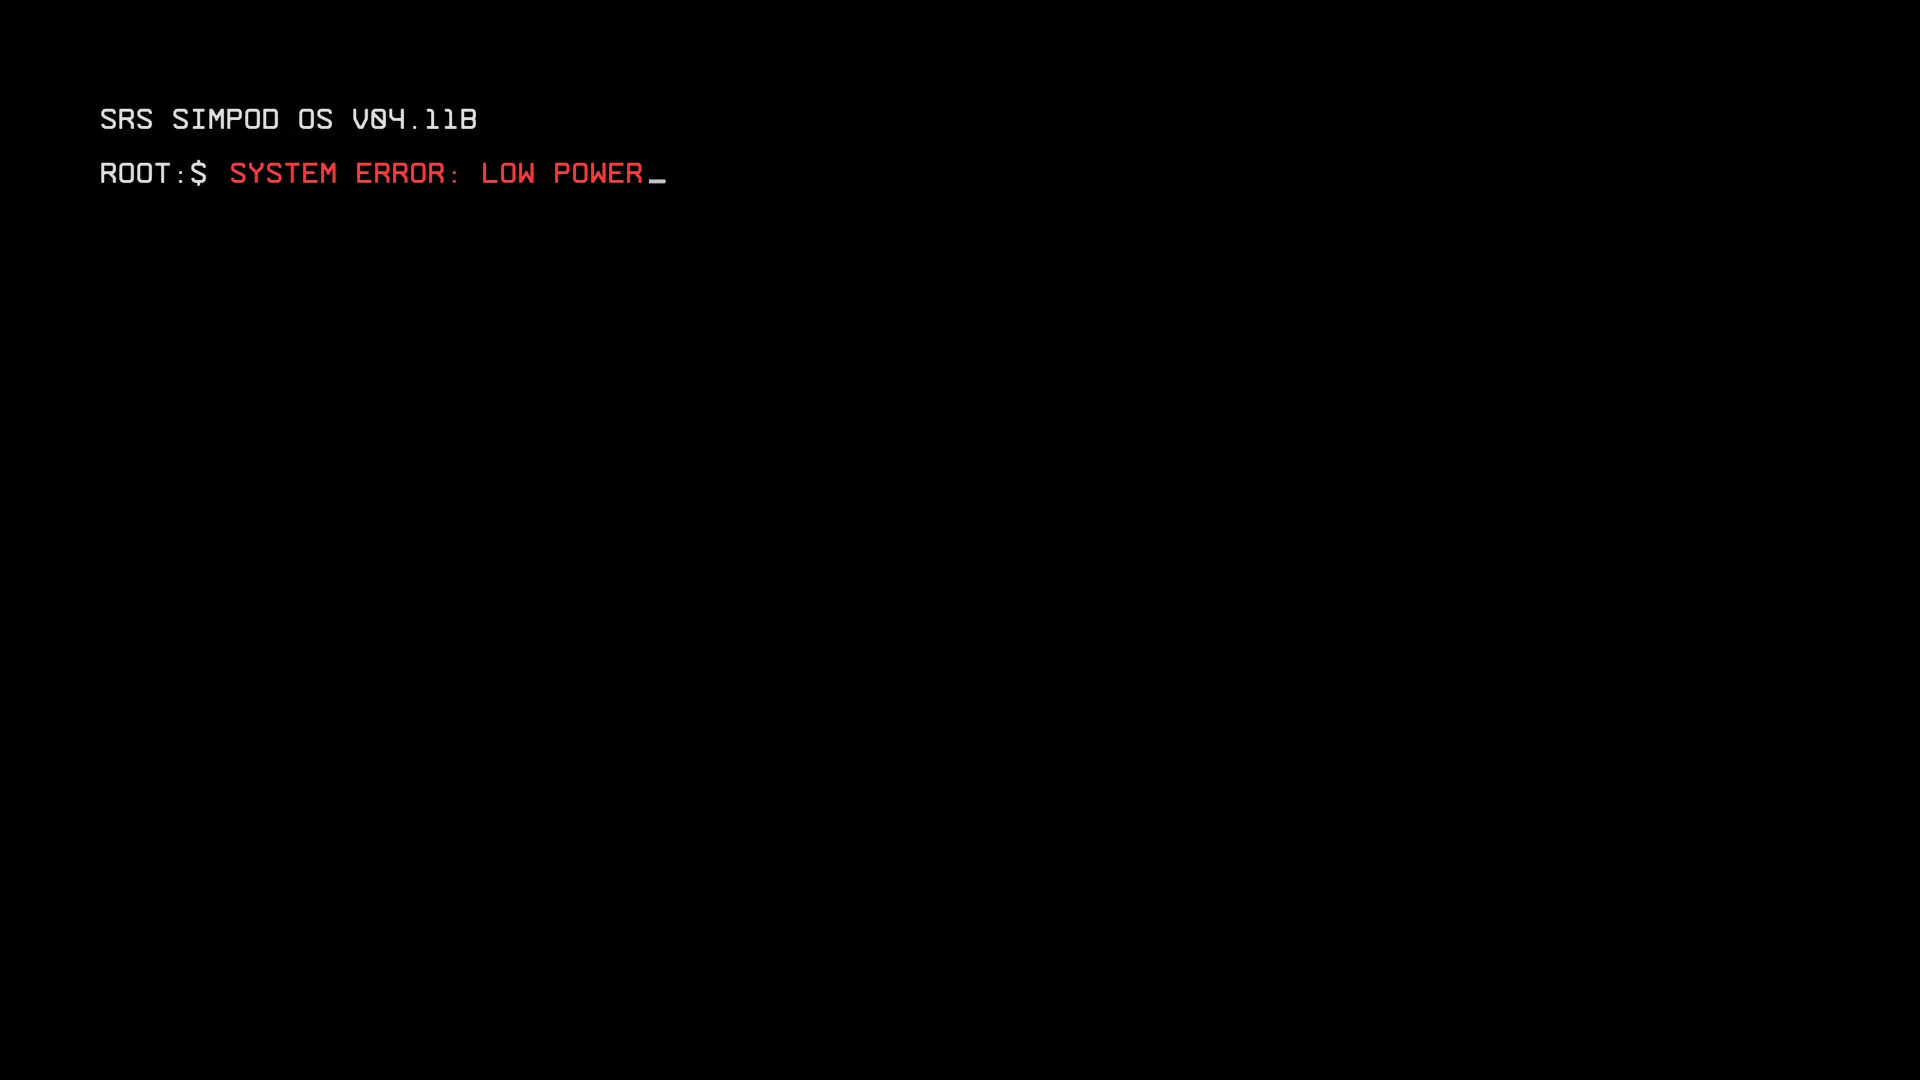 SRS SIMPOD OS V04.11B
ROOT:$ SYSTEM ERROR: LOW POWER_